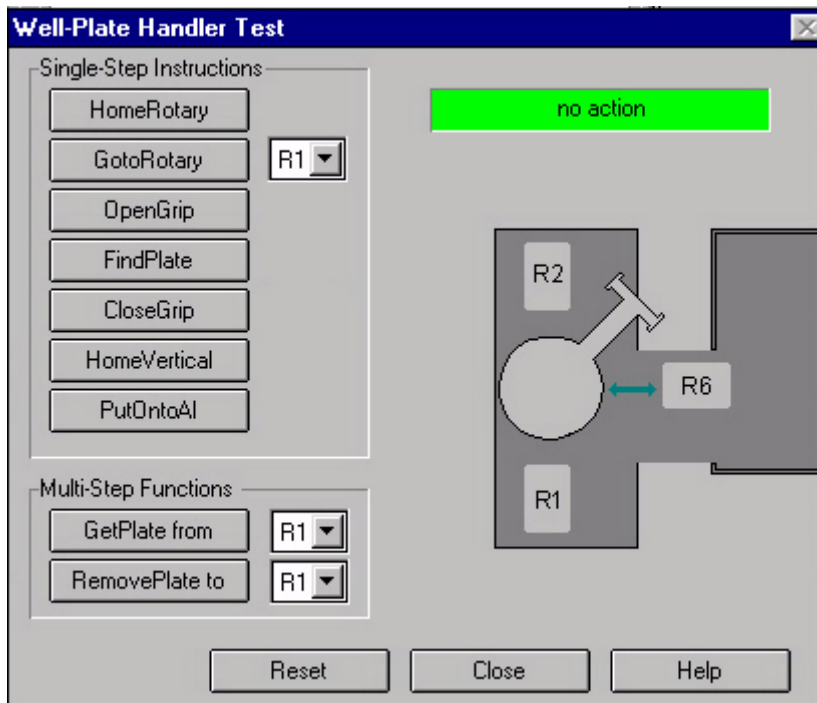 Well-Plate Handler Test
Single-Step Instructions
HomeRotary
no action
GotoRotary R1
OpenGrip
FindPlate
R2
CloseGrip
HomeVertical
R6
PutOntoAI
Multi-Step Functions
R1
GetPlate from R1
RemovePlate to R1
Reset Close Help